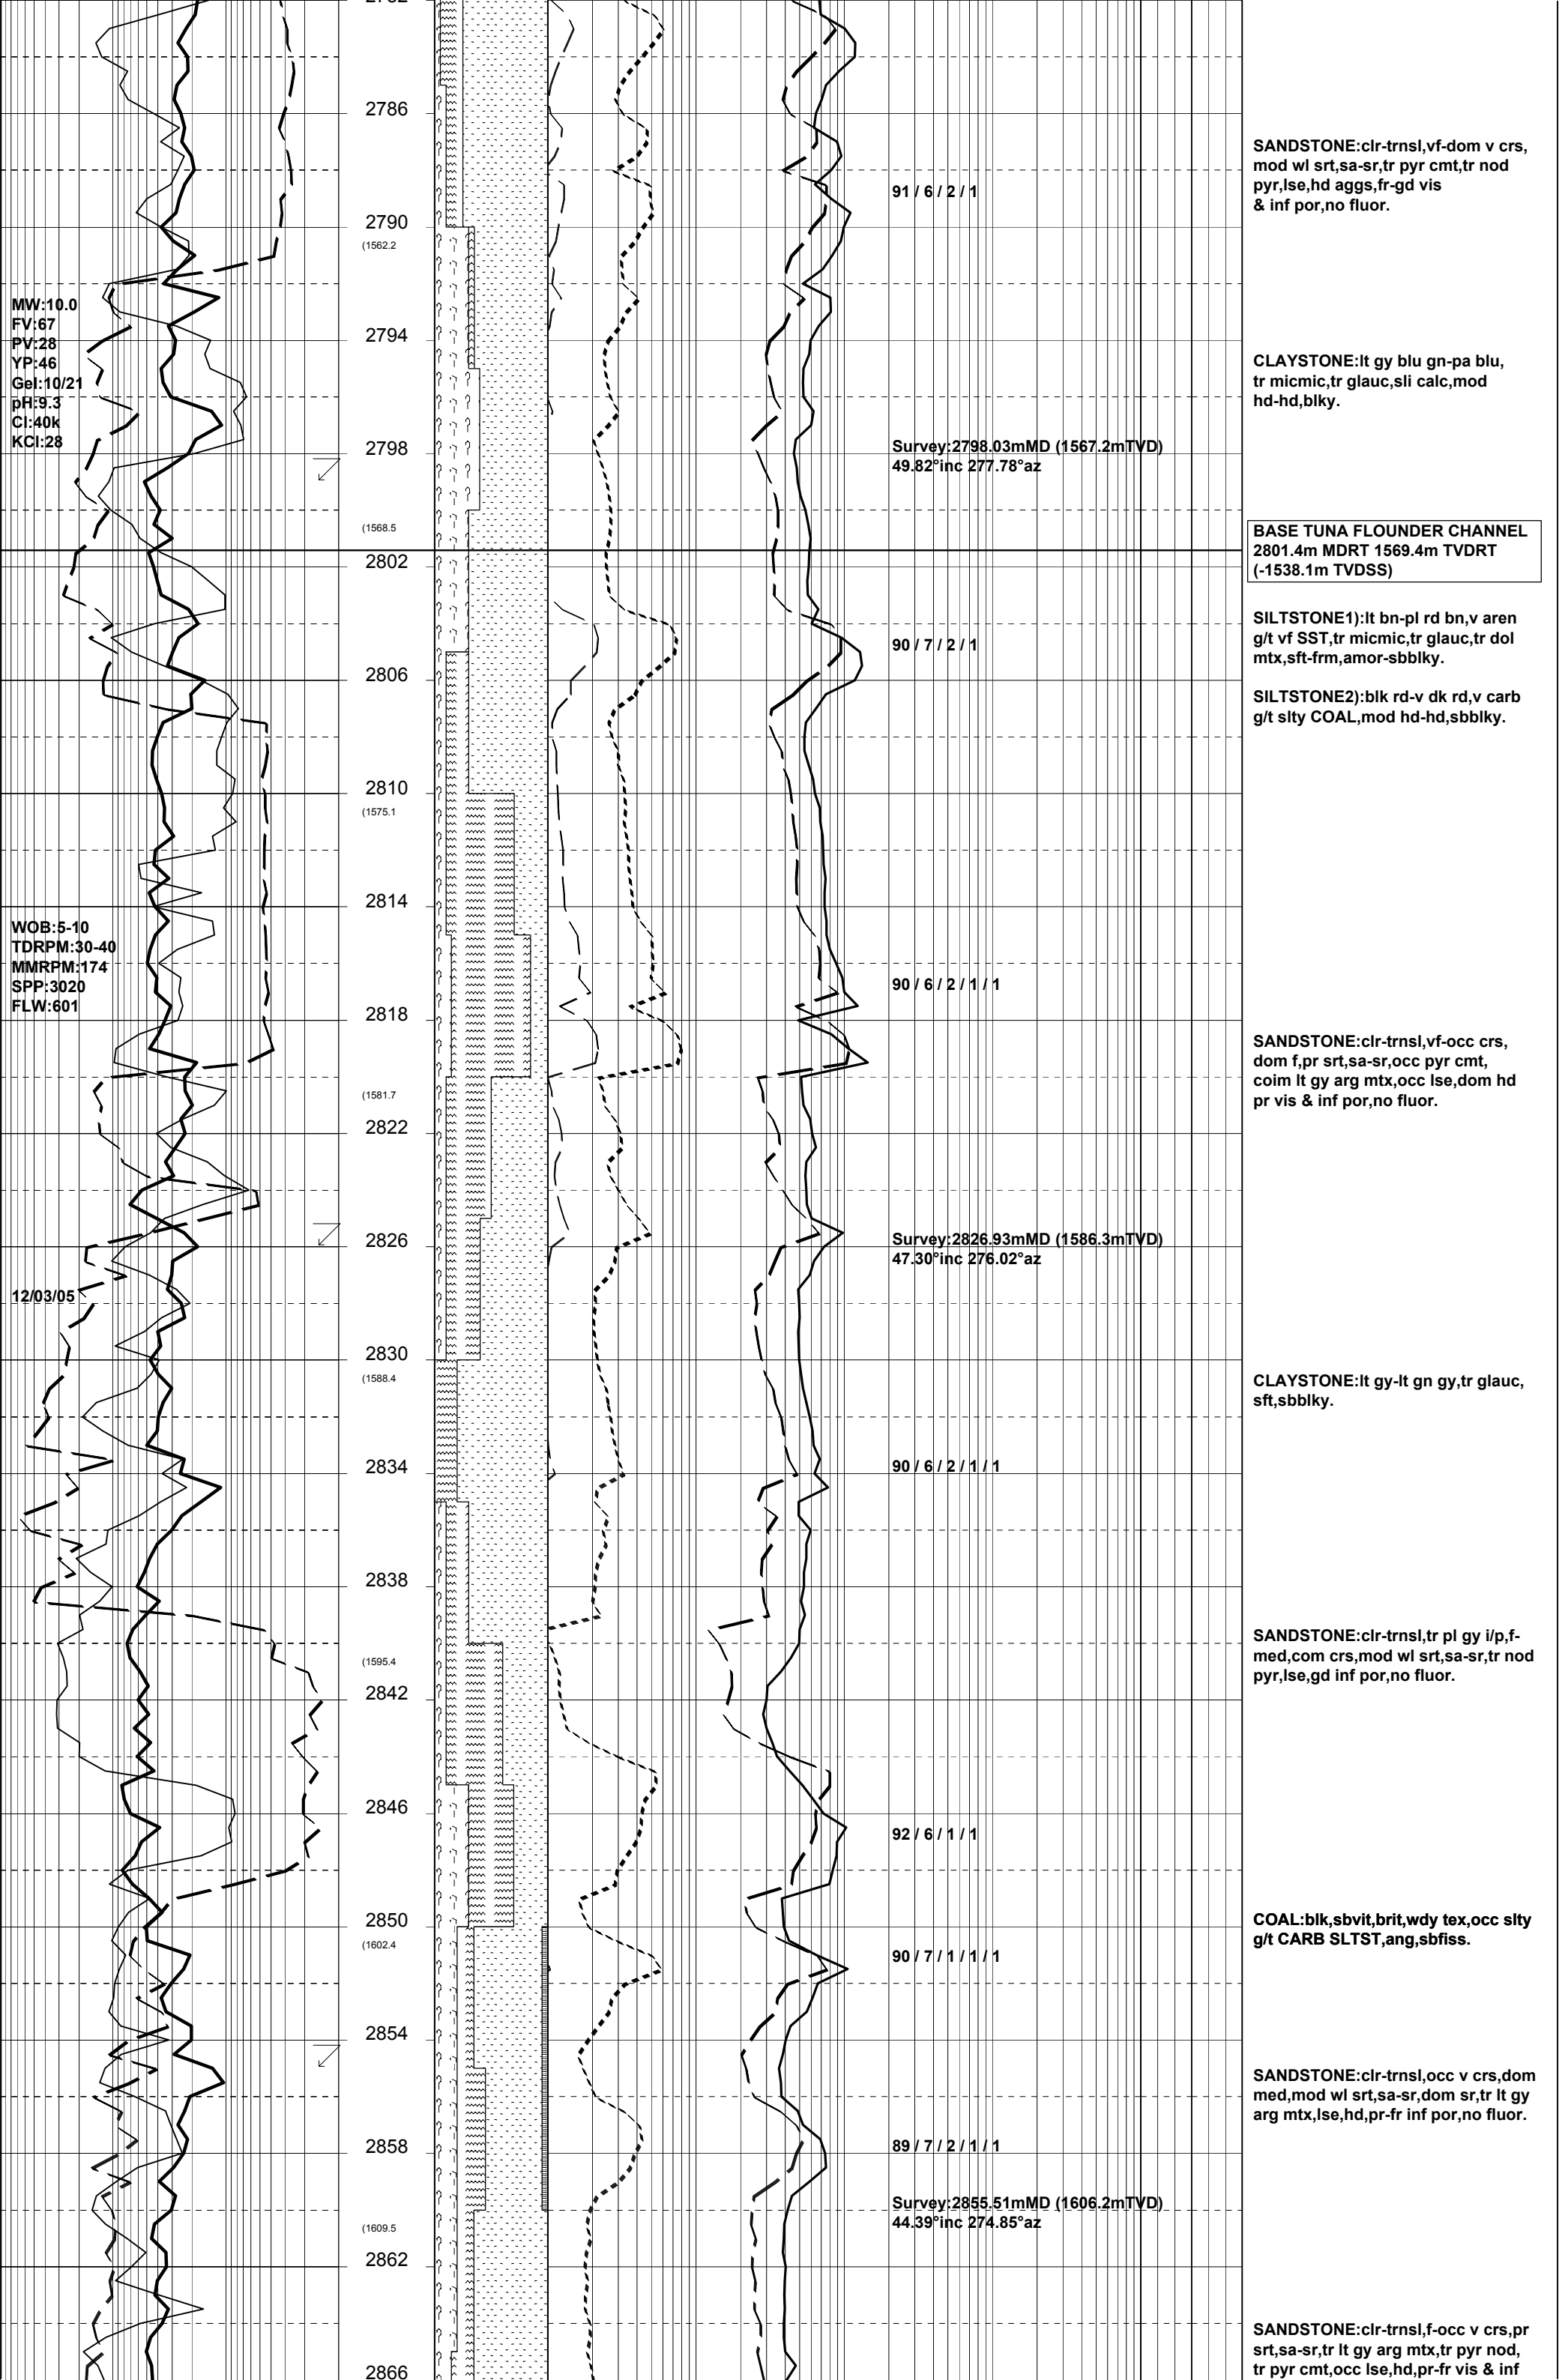 2786
SANDSTONE:clr-trnsl,vf-dom v crs,
mod wl srt,sa-sr,tr pyr cmt,tr nod
pyr,lse,hd aggs,fr-gd vis
& inf por,no fluor.
91 / 6 / 2 / 1
2790
(1562.2
MW:10.0
FV:67
PV:28
YP:46
Gel:10/21
pH:9.3
Cl:40k
KCl:28
2794
CLAYSTONE:lt gy blu gn-pa blu,
tr micmic,tr glauc,sli calc,mod
hd-hd,blky.
2798
Survey:2798.03mMD (1567.2mTVD)
49.82°inc 277.78°az
(1568.5
BASE TUNA FLOUNDER CHANNEL
2801.4m MDRT 1569.4m TVDRT
(-1538.1m TVDSS)
2802
SILTSTONE1):lt bn-pl rd bn,v aren
g/t vf SST,tr micmic,tr glauc,tr dol
mtx,sft-frm,amor-sbblky.
90 / 7 / 2 / 1
2806
SILTSTONE2):blk rd-v dk rd,v carb
g/t slty COAL,mod hd-hd,sbblky.
2810
(1575.1
2814
WOB:5-10
TDRPM:30-40
MMRPM:174
SPP:3020
FLW:601
90 / 6 / 2 / 1 / 1
2818
SANDSTONE:clr-trnsl,vf-occ crs,
dom f,pr srt,sa-sr,occ pyr cmt,
coim lt gy arg mtx,occ lse,dom hd
pr vis & inf por,no fluor.
(1581.7
2822
2826
Survey:2826.93mMD (1586.3mTVD)
47.30°inc 276.02°az
12/03/05
2830
(1588.4
CLAYSTONE:lt gy-lt gn gy,tr glauc,
sft,sbblky.
2834
90 / 6 / 2 / 1 / 1
2838
SANDSTONE:clr-trnsl,tr pl gy i/p,f-
med,com crs,mod wl srt,sa-sr,tr nod
pyr,lse,gd inf por,no fluor.
(1595.4
2842
2846
92 / 6 / 1 / 1
2850
COAL:blk,sbvit,brit,wdy tex,occ slty
g/t CARB SLTST,ang,sbfiss.
(1602.4
90 / 7 / 1 / 1 / 1
2854
SANDSTONE:clr-trnsl,occ v crs,dom
med,mod wl srt,sa-sr,dom sr,tr lt gy
arg mtx,lse,hd,pr-fr inf por,no fluor.
2858
89 / 7 / 2 / 1 / 1
Survey:2855.51mMD (1606.2mTVD)
44.39°inc 274.85°az
(1609.5
2862
SANDSTONE:clr-trnsl,f-occ v crs,pr
srt,sa-sr,tr lt gy arg mtx,tr pyr nod,
tr pyr cmt,occ lse,hd,pr-fr vis & inf
2866